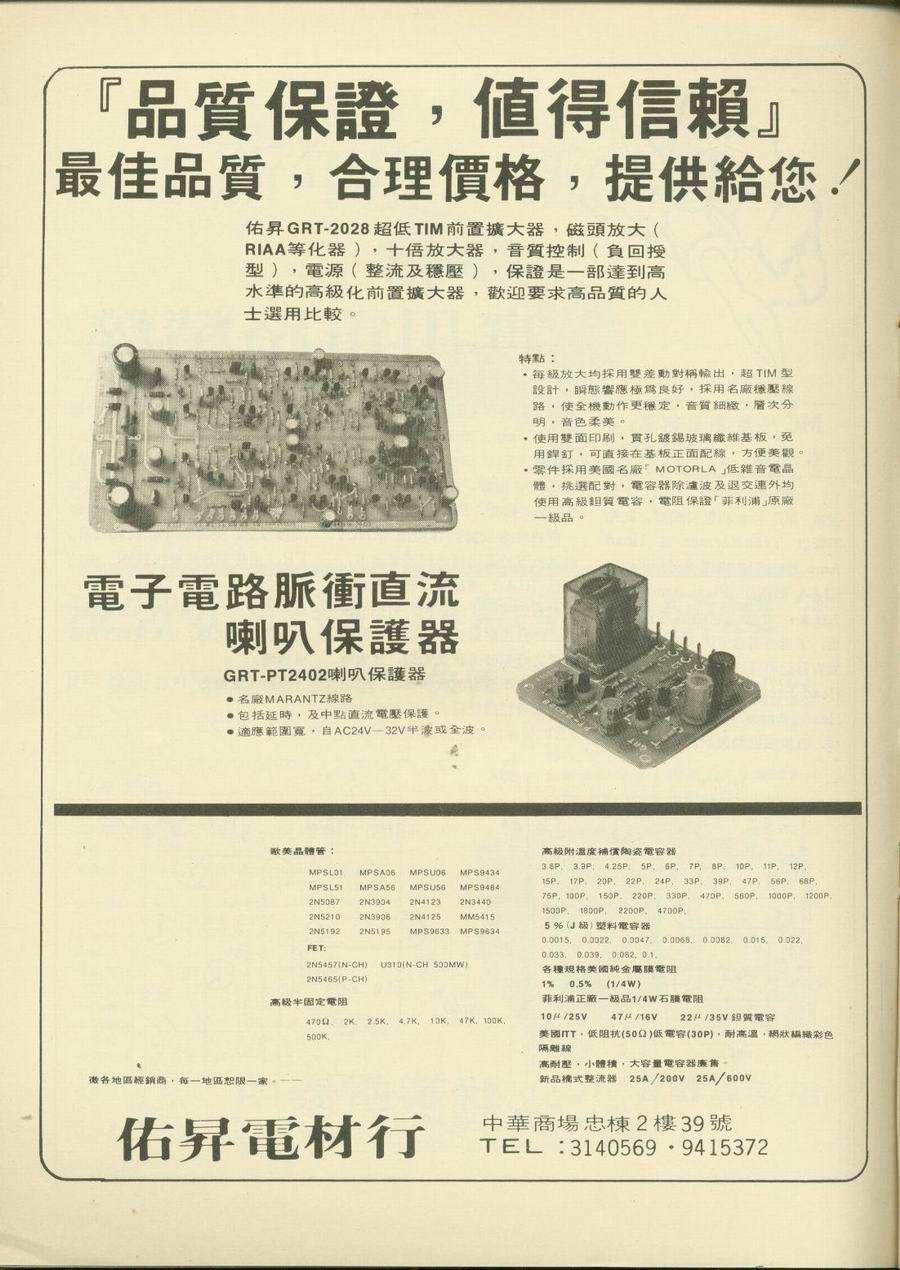 『品質保證，值得信賴』
最佳品質，合理價格，提供給您！
佑昇GRT-2028超低TIM前置擴大器，磁頭放大（
RIAA等化器），十倍放大器，音質控制（負回授
型），電源（整流及穩壓），保證是一部達到高
水準的高級化前置擴大器，歡迎要求高品質的人
士選用比較。
特點：
・每級放大均採用雙差動對稱輸出，超TIM型
設計，瞬態響應極為良好，採用名廠穩壓線
路，使全機動作更穩定，音質細緻，層次分
明，音色柔美。
・使用雙面印刷，貫孔鍍錫玻璃纖維基板，免
用銲釘，可直接在基板正面配線，方便美觀。
・零件採用美國名廠「MOTORLA」低雜音電晶
體，挑選配對，電容器除濾波及退交連外均
使用高級鉭質電容，電阻保證「菲利浦」原廠
一級品。
電子電路脈衝直流
喇叭保護器
GRT-PT2402喇叭保護器
●名廠MARANTZ線路
●包括延時，及中點直流電壓保護。
●適應範圍寬，自AC24V—32V半波或全波。
歐美晶體管：
MPSL01 MPSA06 MPSU06 MPS9434
MPSL51 MPSA56 MPSU56 MPS9484
2N5087 2N3904 2N4123 2N3440
2N5210 2N3906 2N4125 MM5415
2N5192 2N5195 MPS9633 MPS9634
FET:
2N5457(N-CH) U310(N-CH 500MW)
2N5465(P-CH)
高級半固定電阻
470Ω, 2K, 2.5K, 4.7K, 10K, 47K, 100K,
500K,
高級附溫度補償陶瓷電容器
3.6P, 3.9P, 4.25P, 5P, 6P, 7P, 8P, 10P, 11P, 12P,
15P, 17P, 20P, 22P, 24P, 33P, 39P, 47P, 56P, 68P,
75P, 100P, 150P, 220P, 330P, 470P, 560P, 1000P, 1200P,
1500P, 1800P, 2200P, 4700P,
5%(J級)塑料電容器
0.0015, 0.0022, 0.0047, 0.0068, 0.0082, 0.015, 0.022,
0.033, 0.039, 0.082, 0.1.
各種規格美國純金屬膜電阻
1% 0.5% (1/4W)
菲利浦正廠一級品1/4W石膜電阻
10μ/25V 47μ/16V 22μ/35V鉭質電容
美國ITT，低阻抗(50Ω)低電容(30P)，耐高溫，網狀編織彩色
隔離線
高耐壓，小體積，大容量電容器廉售。
新品橋式整流器 25A/200V 25A/600V
徵各地區經銷商，每一地區恕限一家。——
佑昇電材行
中華商場忠棟2樓39號
TEL：3140569・9415372